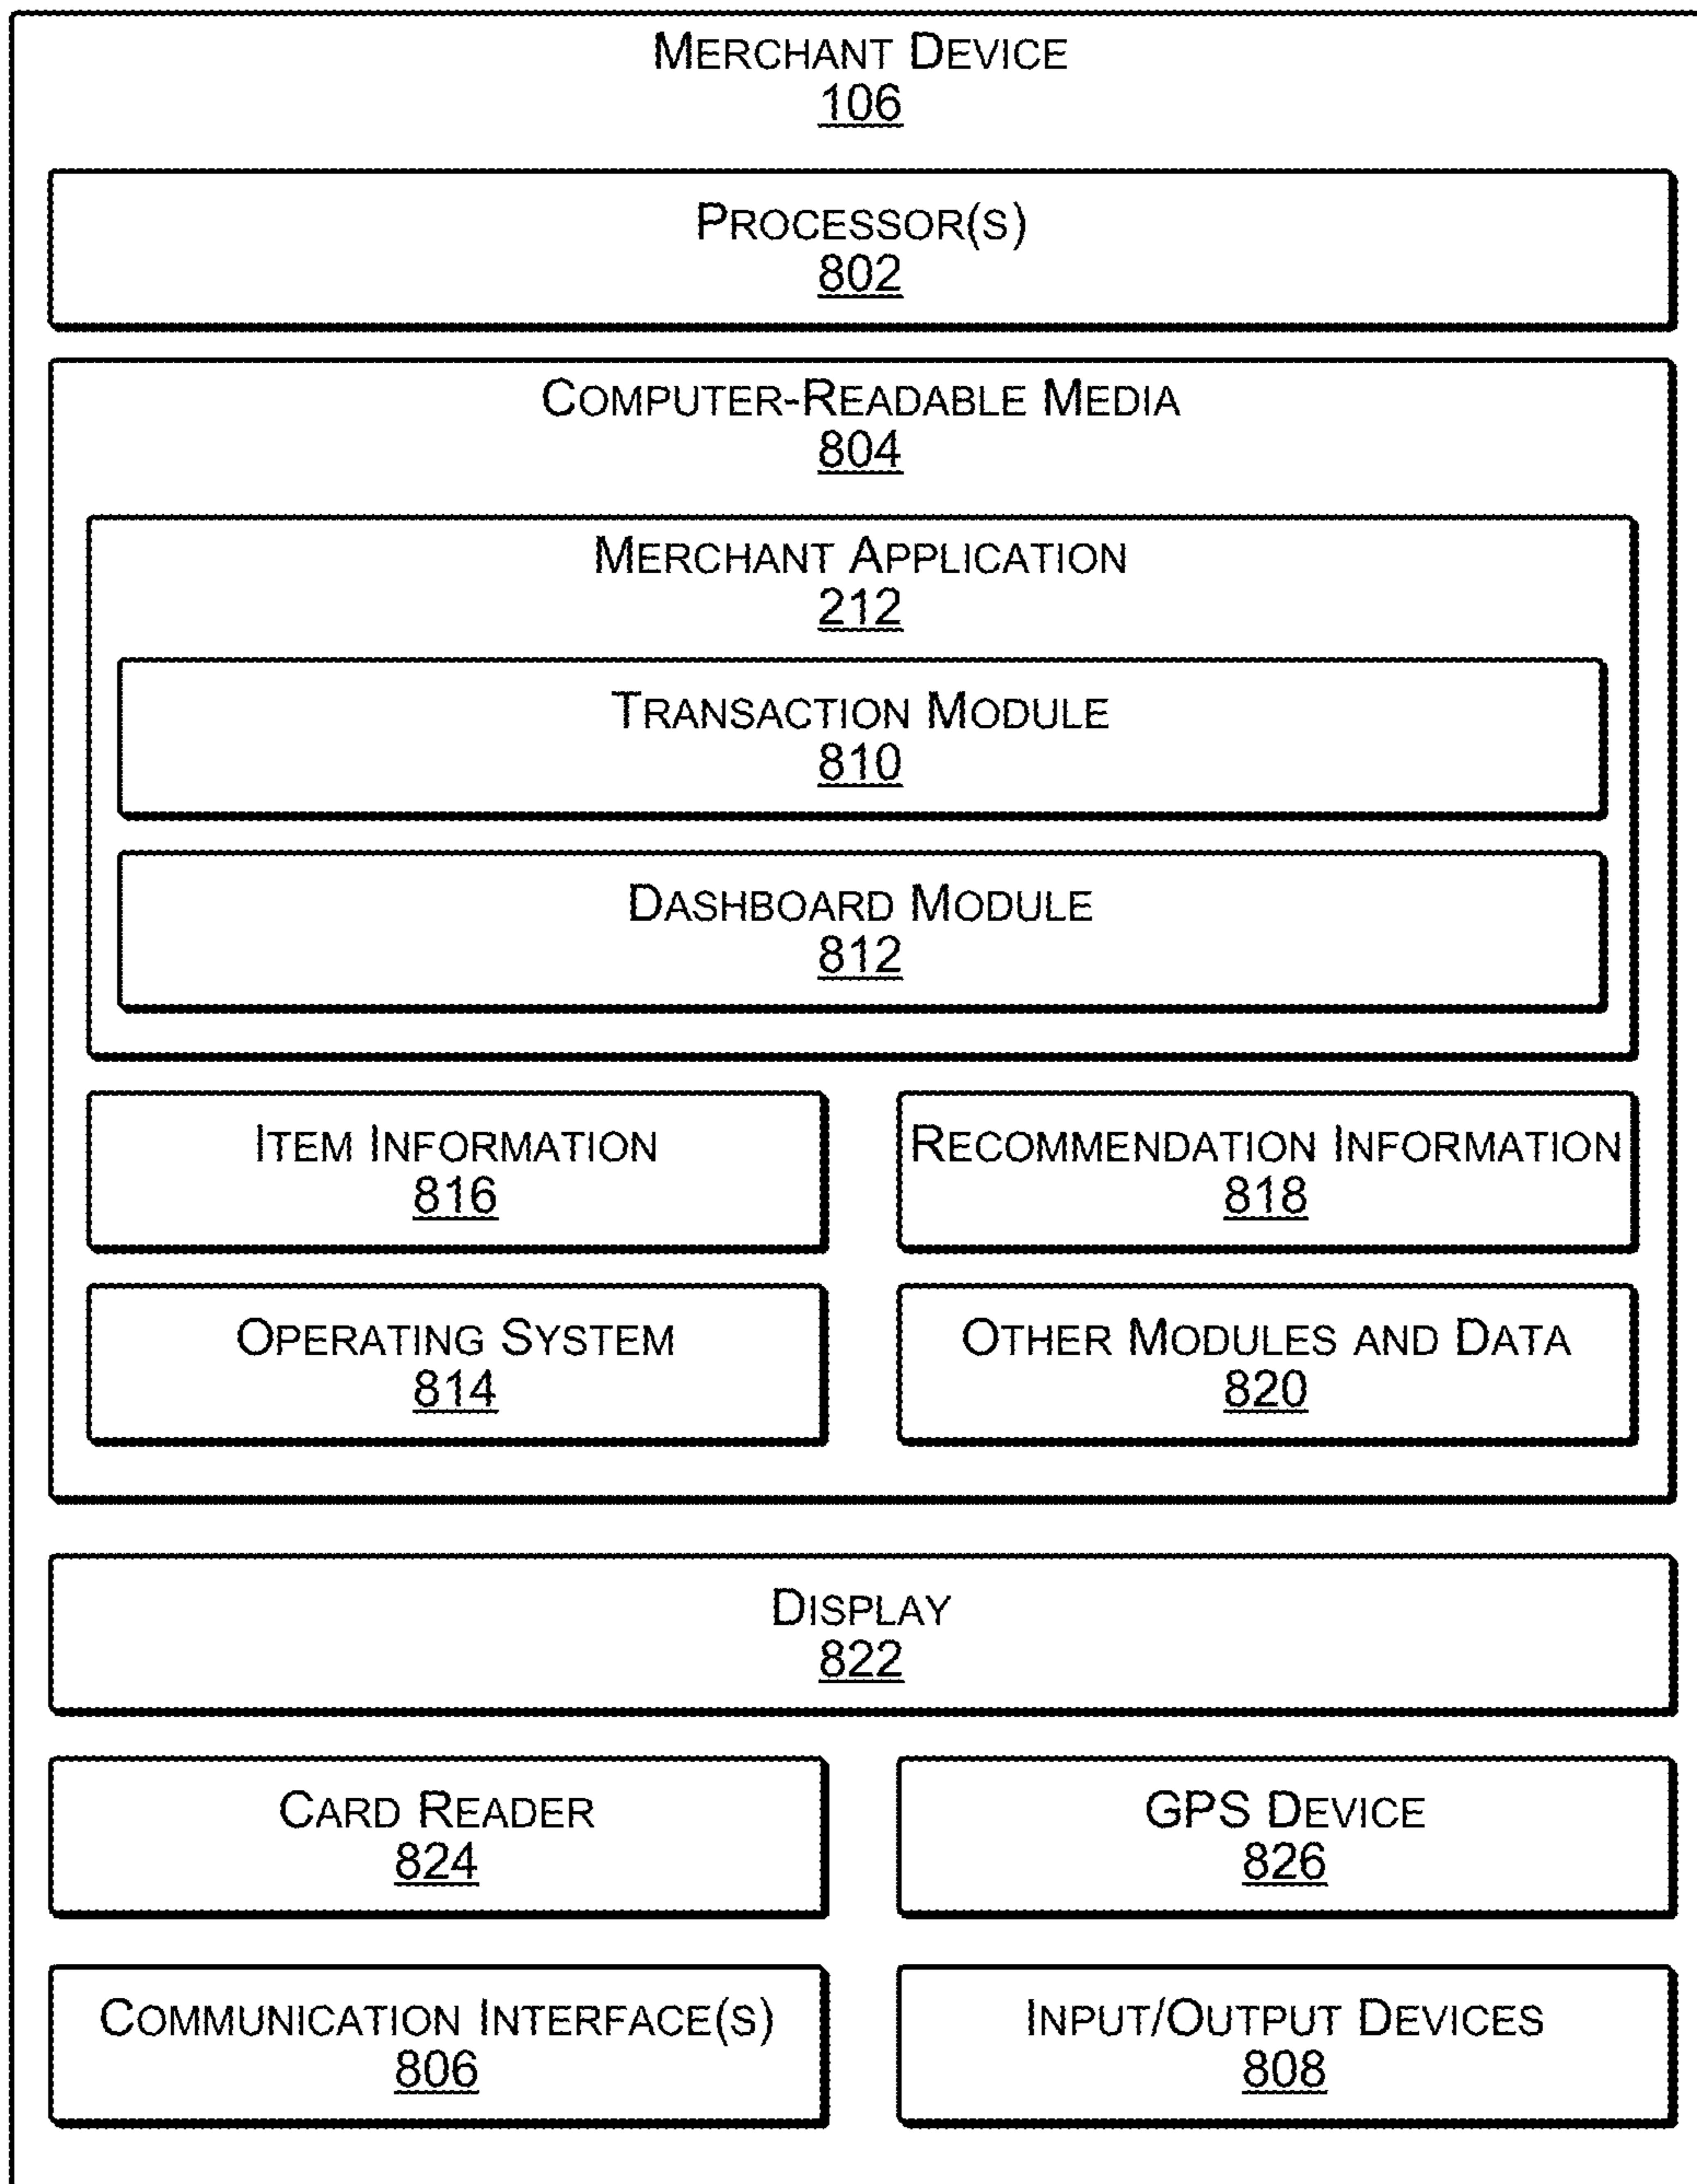 MERCHANT DEVICE
106
PROCESSOR(S)
802
COMPUTER-READABLE MEDIA
804
MERCHANT APPLICATION
212
TRANSACTION MODULE
810
DASHBOARD MODULE
812
ITEM INFORMATION
816
RECOMMENDATION INFORMATION
818
OPERATING SYSTEM
814
OTHER MODULES AND DATA
820
DISPLAY
822
CARD READER
824
GPS DEVICE
826
COMMUNICATION INTERFACE(S)
806
INPUT/OUTPUT DEVICES
808